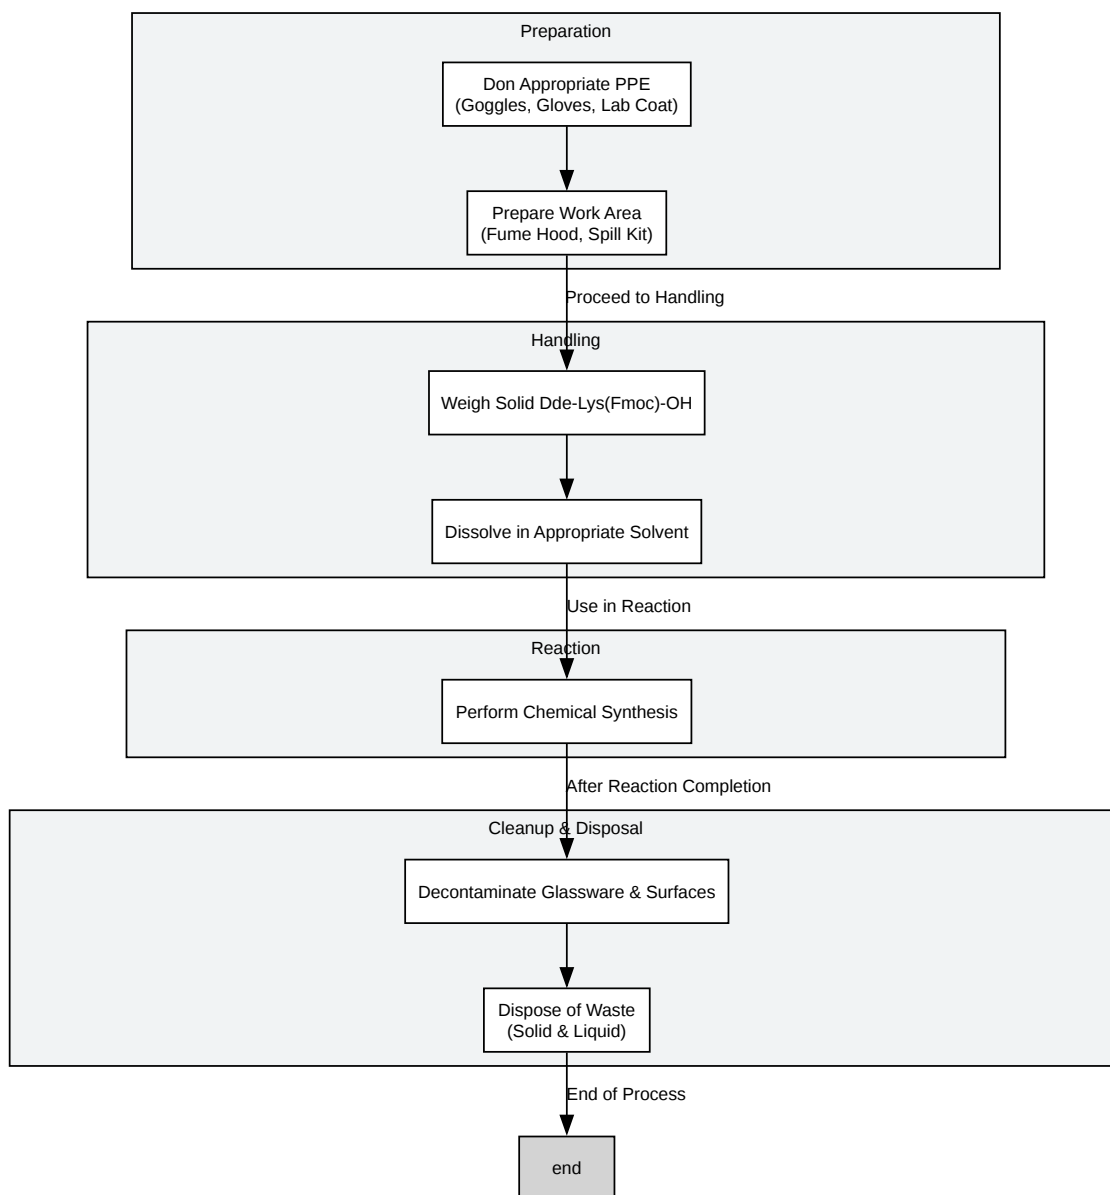 Preparation
Don Appropriate PPE
(Goggles, Gloves, Lab Coat)
Prepare Work Area
(Fume Hood, Spill Kit)
Proceed to Handling
Handling
Weigh Solid Dde-Lys(Fmoc)-OH
Dissolve in Appropriate Solvent
Use in Reaction
Reaction
Perform Chemical Synthesis
After Reaction Completion
Cleanup & Disposal
Decontaminate Glassware & Surfaces
Dispose of Waste
(Solid & Liquid)
End of Process
end